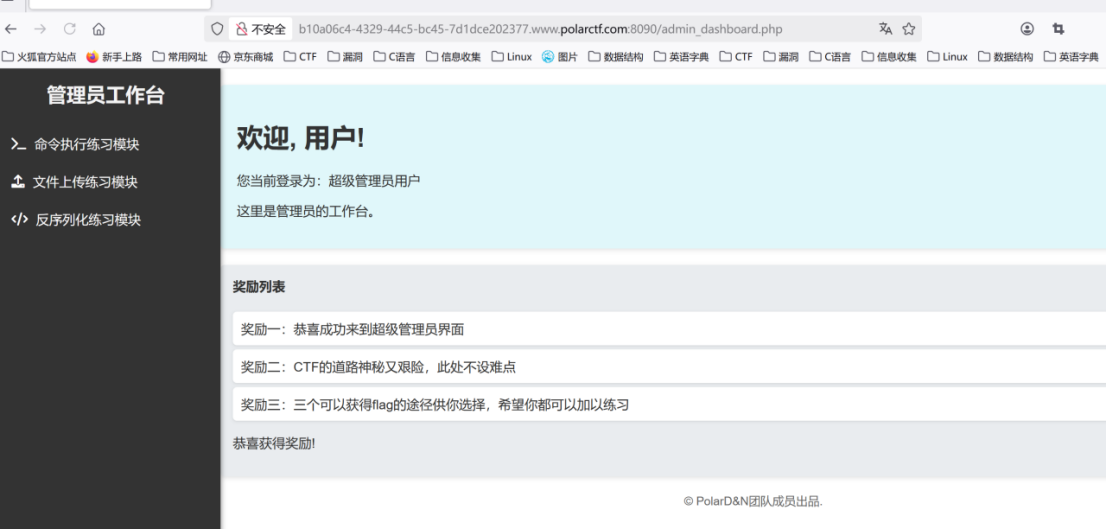 不安全 b10a06c4-4329-44c5-bc45-7d1dce202377.www.polarctf.com:8090/admin_dashboard.php
火狐官方站点 新手上路 常用网址 京东商城 CTF 漏洞 C语言 信息收集 Linux 图片 数据结构 英语字典 CTF 漏洞 C语言 信息收集 Linux 数据结构 英语字典
管理员工作台
命令执行练习模块
文件上传练习模块
反序列化练习模块
欢迎, 用户!
您当前登录为：超级管理员用户
这里是管理员的工作台。
奖励列表
奖励一：恭喜成功来到超级管理员界面
奖励二：CTF的道路神秘又艰险，此处不设难点
奖励三：三个可以获得flag的途径供你选择，希望你都可以加以练习
恭喜获得奖励!
© PolarD&N团队成员出品.